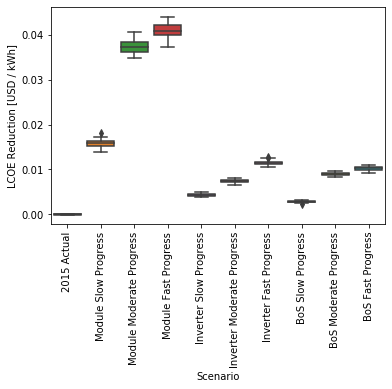 LCOE Reduction [USD / kWh]
0.04
0.03
0.02
0.01
0.00
2015 Actual
Module Slow Progress
Module Moderate Progress
Module Fast Progress
Inverter Slow Progress
Inverter Moderate Progress
Inverter Fast Progress
BoS Slow Progress
BoS Moderate Progress
BoS Fast Progress
Scenario